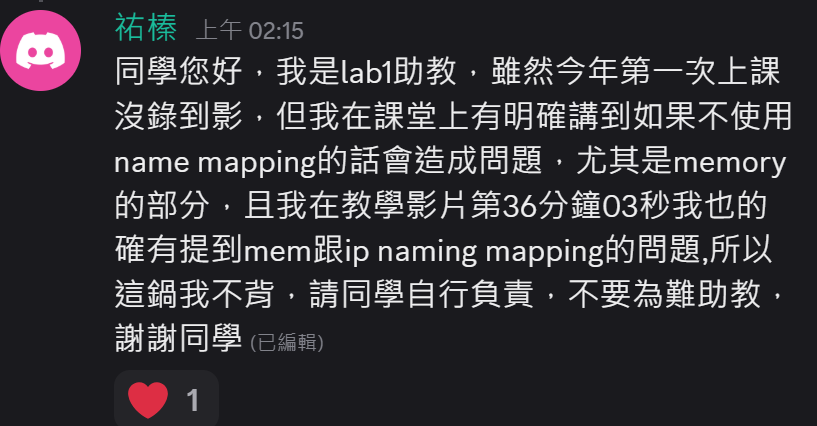 祐榛 上午 02:15
同學您好，我是lab1助教，雖然今年第一次上課
沒錄到影，但我在課堂上有明確講到如果不使用
name mapping的話會造成問題，尤其是memory
的部分，且我在教學影片第36分鐘03秒我也的
確有提到mem跟ip naming mapping的問題,所以
這鍋我不背，請同學自行負責，不要為難助教，
謝謝同學 (已編輯)
1